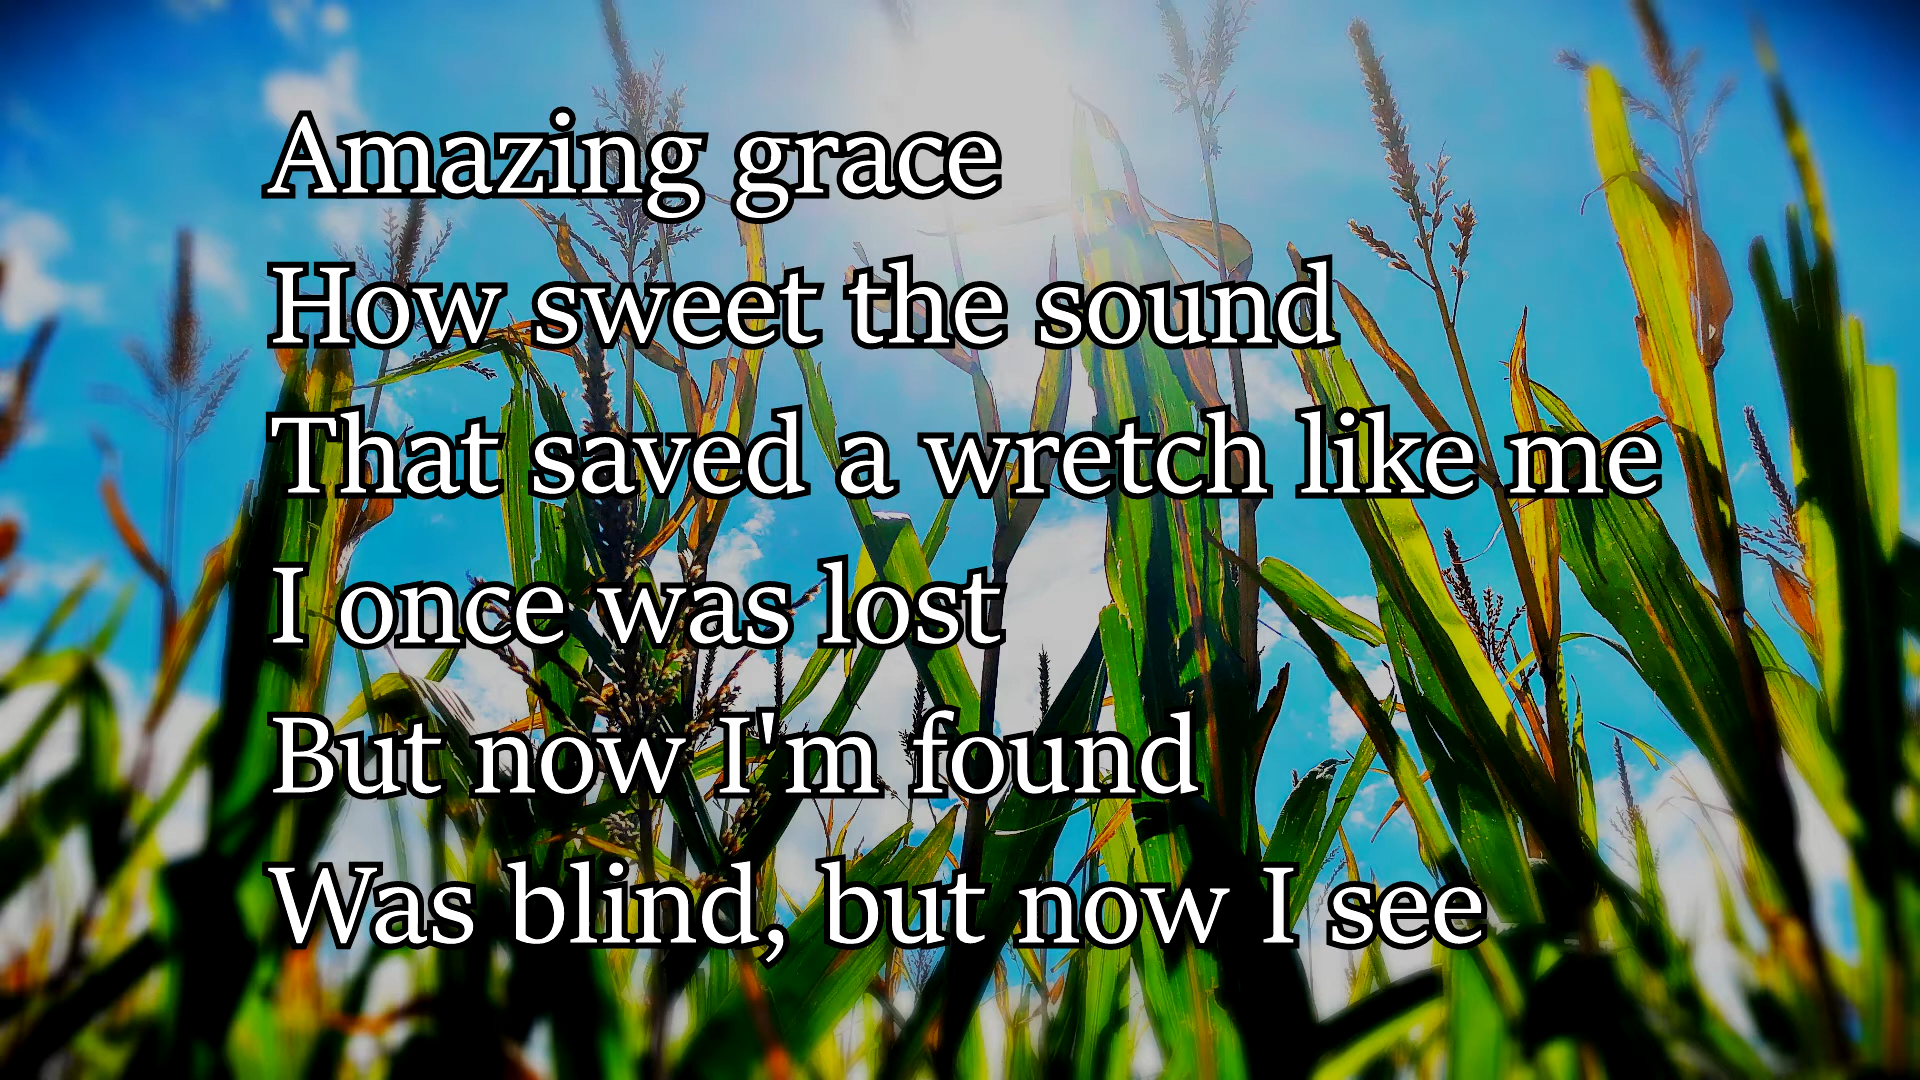 Amazing grace
How sweet the sound
That saved a wretch like me
I once was lost
But now I'm found
Was blind, but now I see